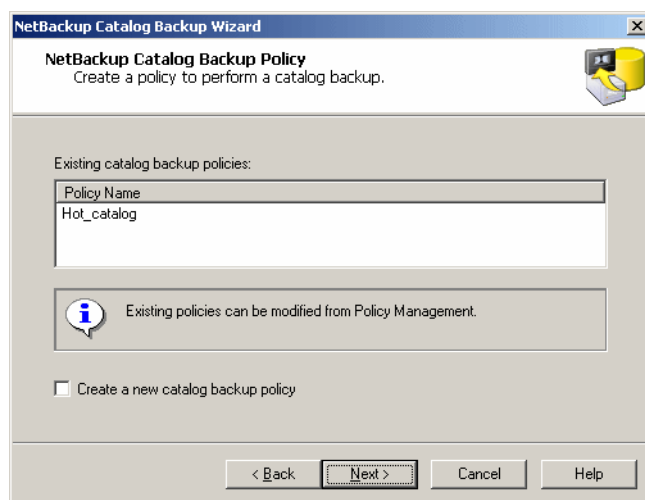 NetBackup Catalog Backup Wizard
NetBackup Catalog Backup Policy
Create a policy to perform a catalog backup.
Existing catalog backup policies:
Policy Name
Hot_catalog
Existing policies can be modified from Policy Management.
Create a new catalog backup policy
< Back Next > Cancel Help